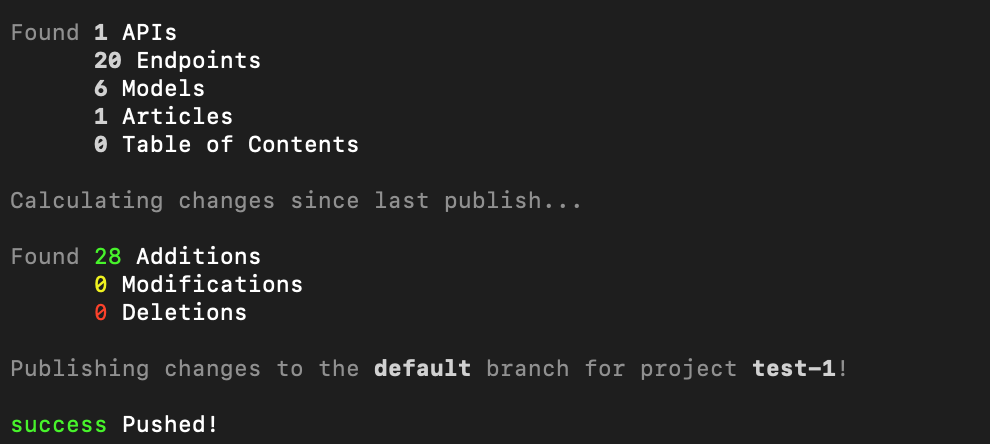 Found 1 APIs
20 Endpoints
6 Models
1 Articles
0 Table of Contents
Calculating changes since last publish...
Found 28 Additions
0 Modifications
0 Deletions
Publishing changes to the default branch for project test-1!
success Pushed!